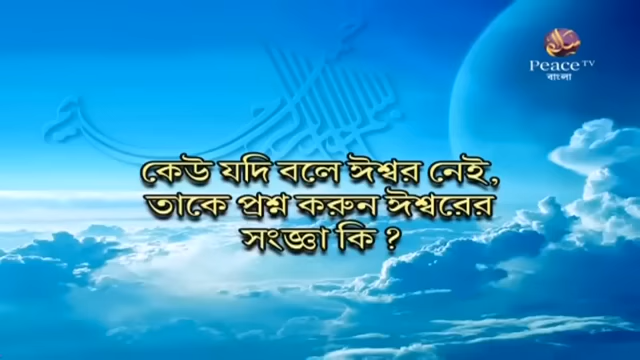 Peace TV
বাংলা
কেউ যদি বলে ঈশ্বর নেই,
তাকে প্রশ্ন করুন ঈশ্বরের
সংজ্ঞা কি ?